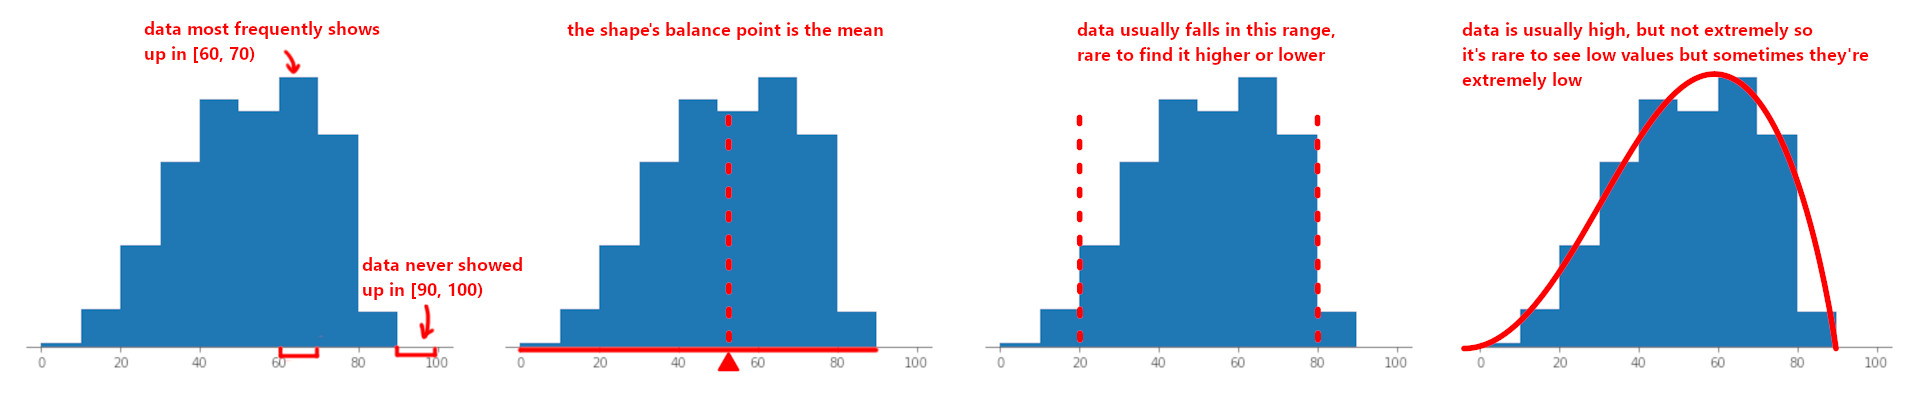 data most frequently shows
up in [60, 70)
data never showed
up in [90, 100)
0 20 40 60 80 100
the shape's balance point is the mean
0 20 40 60 80 100
data usually falls in this range,
rare to find it higher or lower
0 20 40 60 80 100
data is usually high, but not extremely so
it's rare to see low values but sometimes they're
extremely low
0 20 40 60 80 100